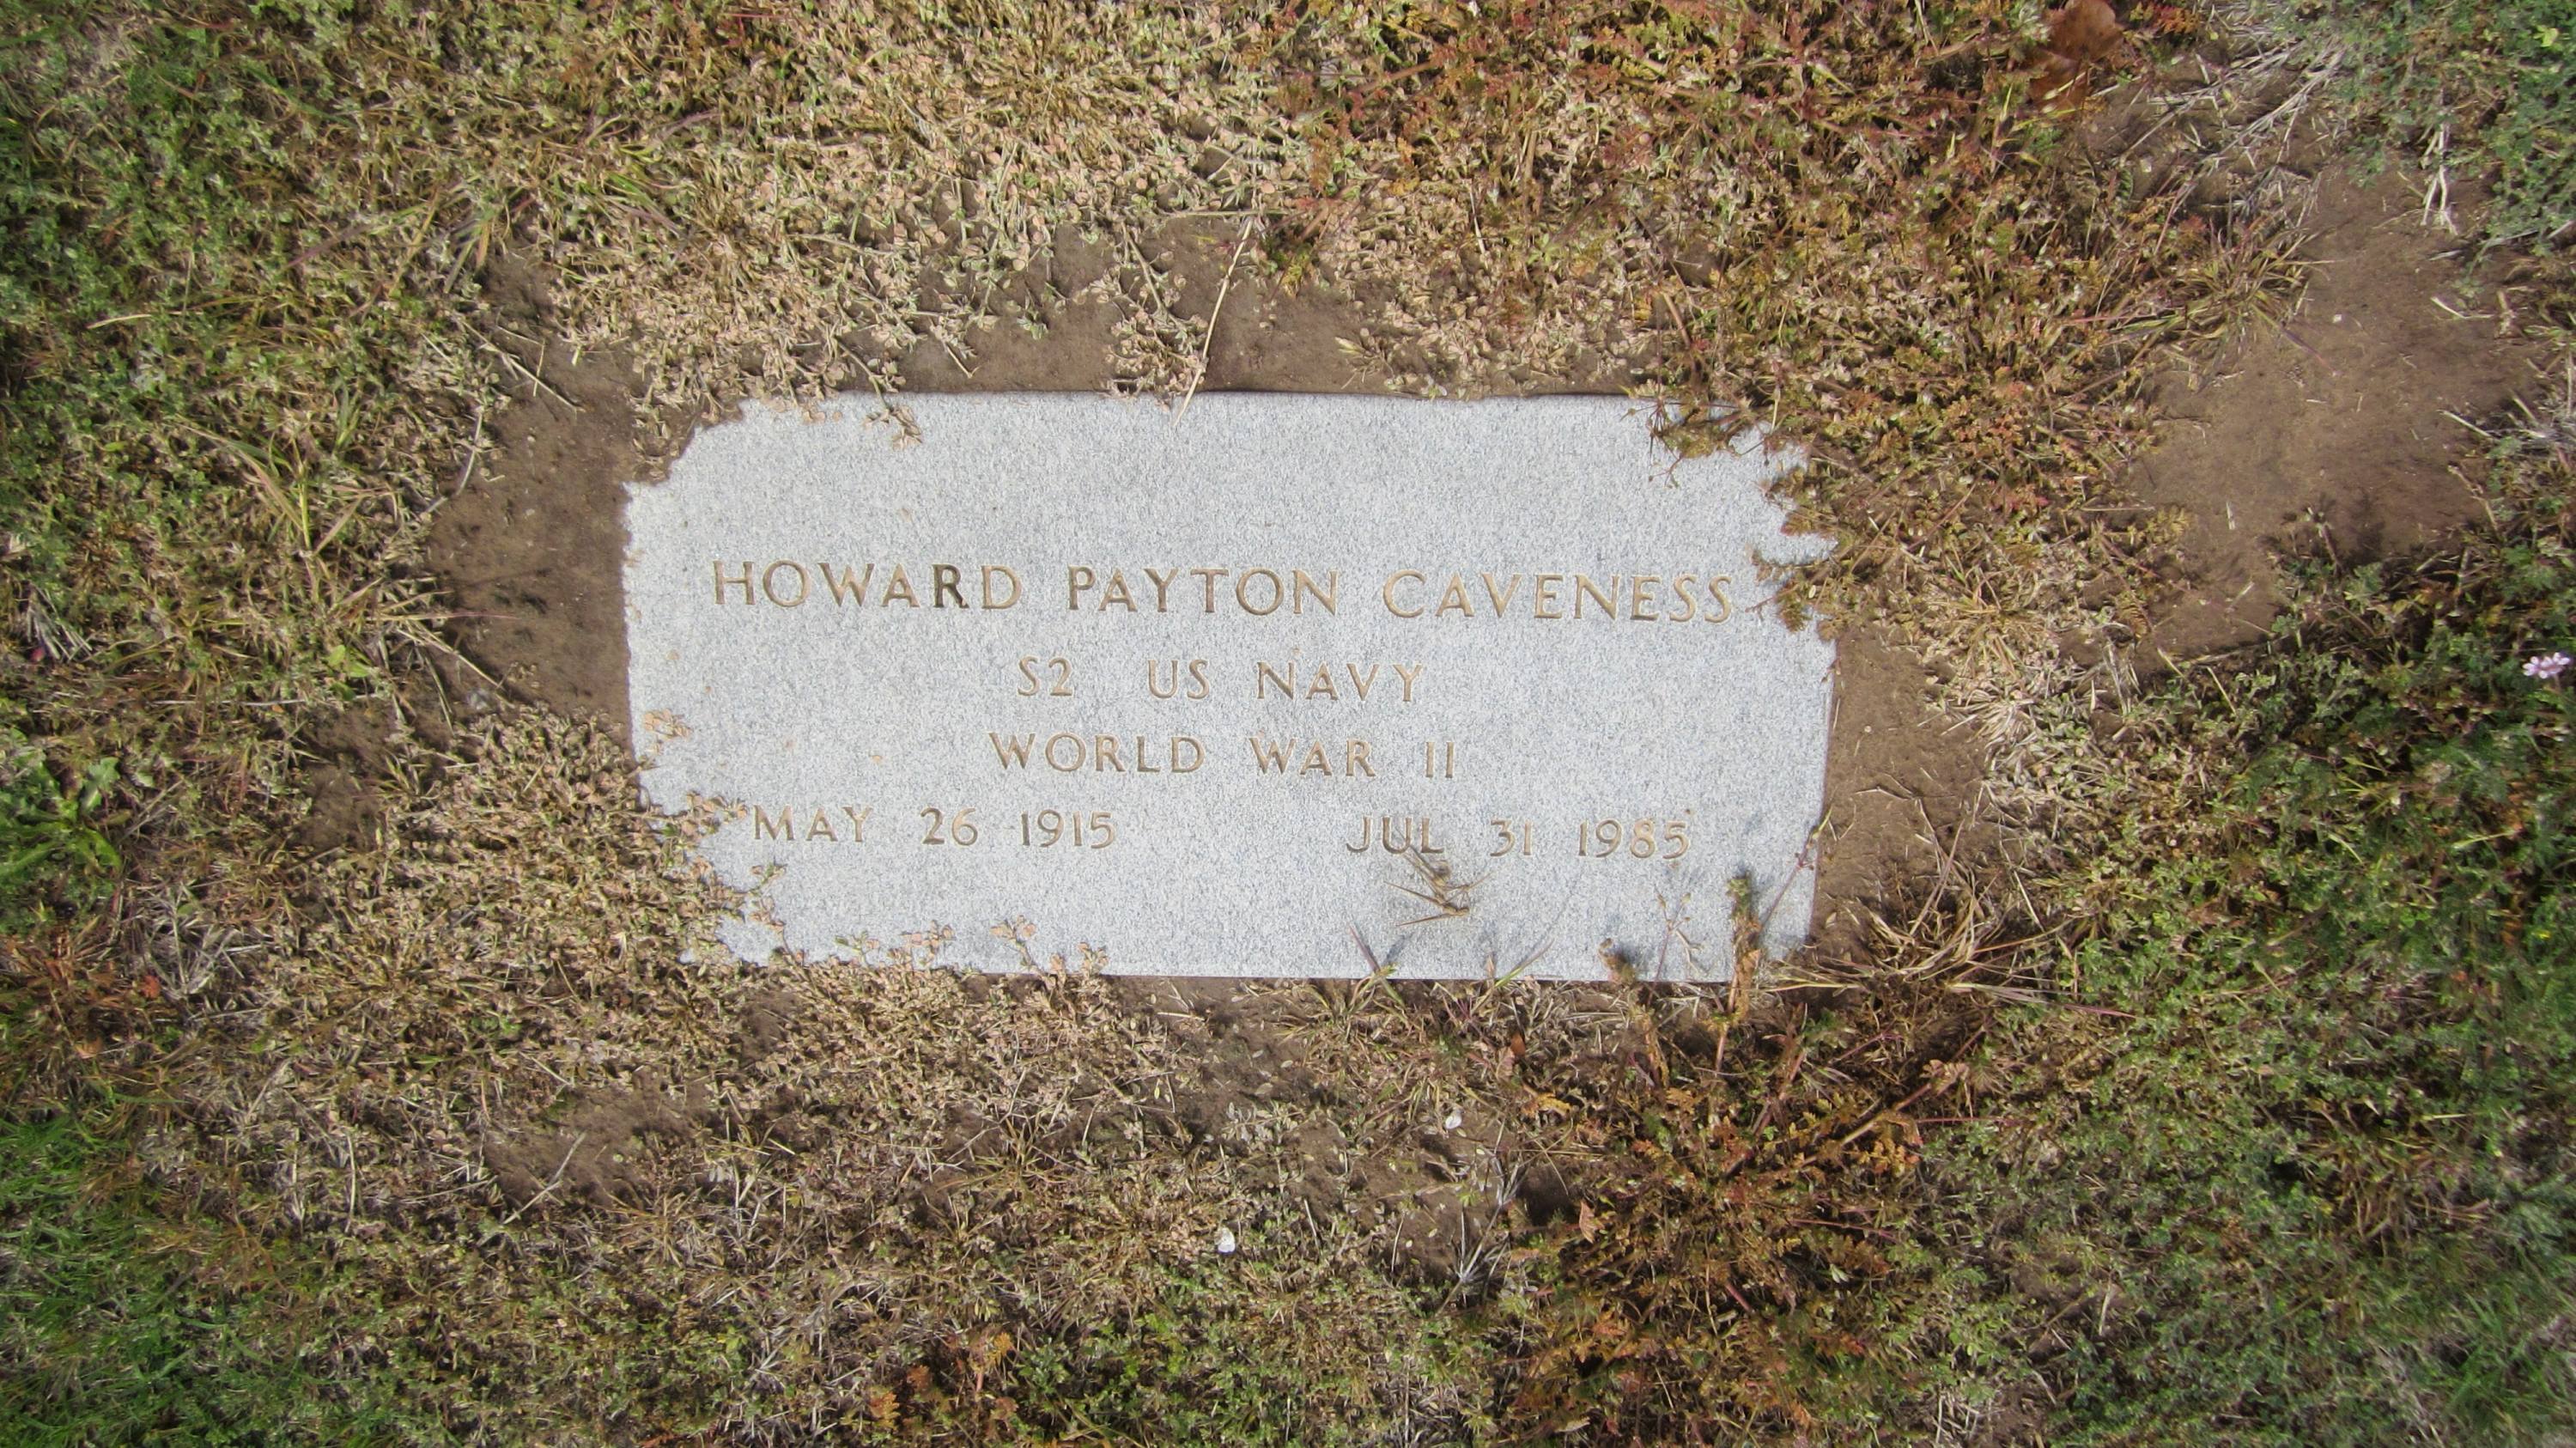 HOWARD PAYTON CAVENESS
S2 US NAVY
WORLD WAR II
MAY 26 1915 JUL 31 1985